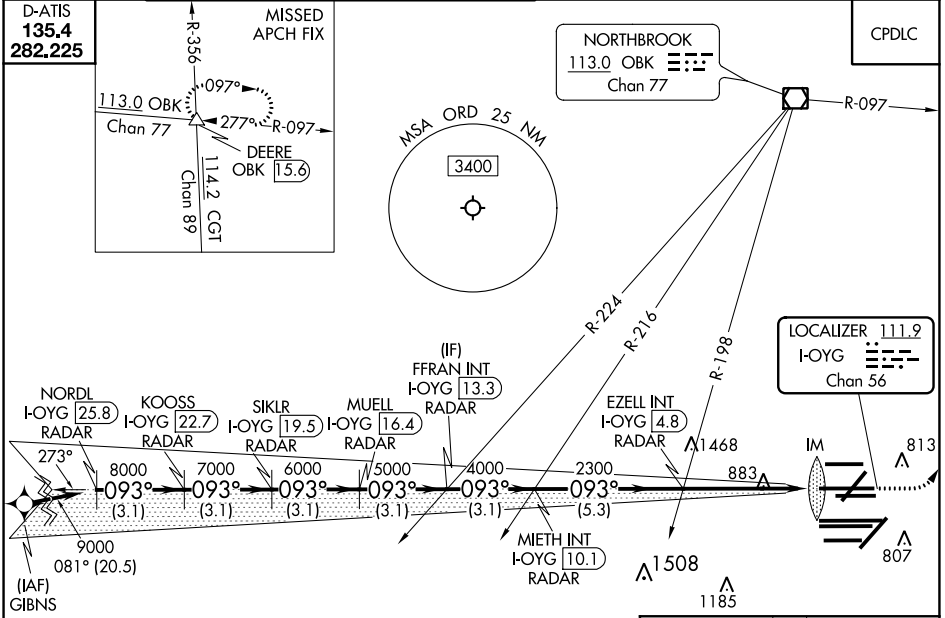 D-ATIS
135.4
282.225
MISSED
APCH FIX
R-356
097°
113.0 OBK
Chan 77
277°
R-097
DEERE
OBK 15.6
114.2 CGT
Chan 89
MSA ORD 25 NM
3400
NORTHBROOK
113.0 OBK
Chan 77
CPDLC
R-097
R-224
R-216
R-198
LOCALIZER 111.9
I-OYG
Chan 56
(IF)
FFRAN INT
I-OYG 13.3
RADAR
NORDL
I-OYG 25.8
RADAR
KOOSS
I-OYG 22.7
RADAR
SIKLR
I-OYG 19.5
RADAR
MUELL
I-OYG 16.4
RADAR
EZELL INT
I-OYG 4.8
RADAR
1468
IM
813
273°
8000
7000
6000
5000
4000
2300
883
093°
093°
093°
093°
093°
093°
(3.1)
(3.1)
(3.1)
(3.1)
(3.1)
(5.3)
9000
081° (20.5)
(IAF)
GIBNS
MIETH INT
I-OYG 10.1
RADAR
1508
1185
807